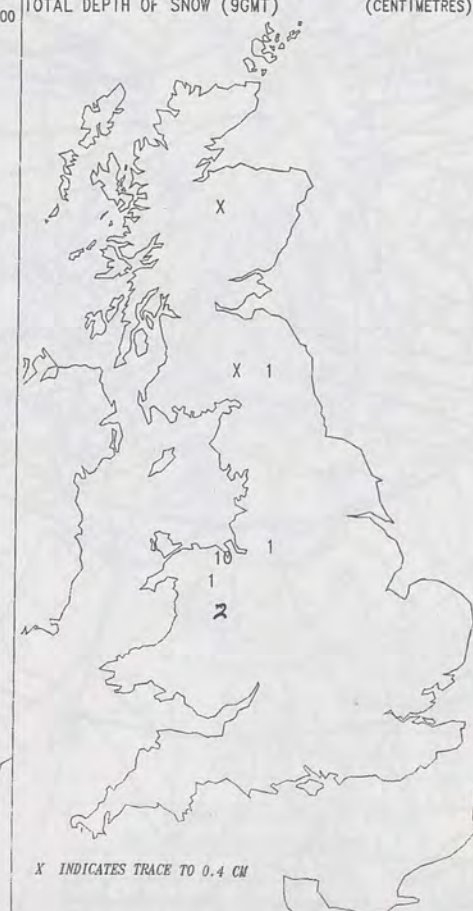 00
TOTAL DEPTH OF SNOW (9GMT) (CENTIMETRES)
X
X 1
1
10
1
2
X INDICATES TRACE TO 0.4 CM